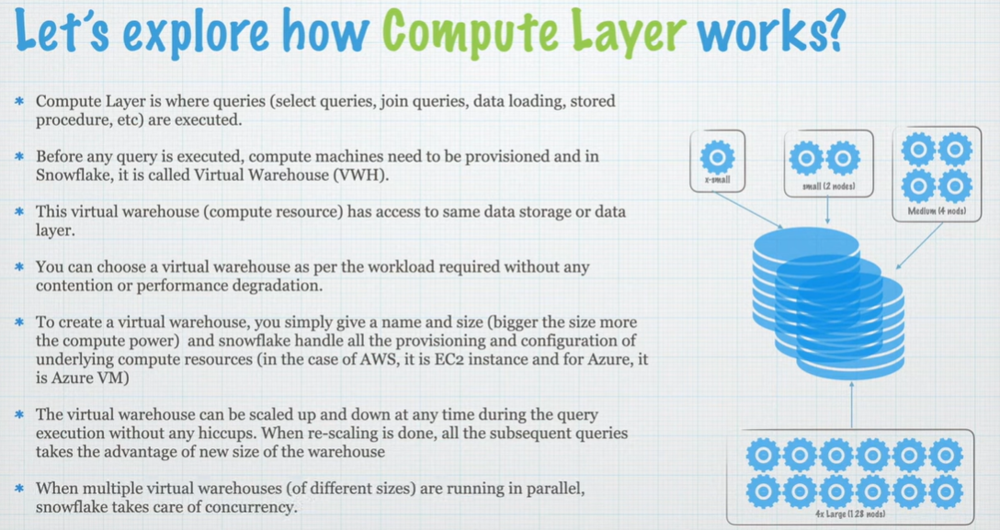 Let's explore how Compute Layer works?
* Compute Layer is where queries (select queries, join queries, data loading, stored
procedure, etc) are executed.
* Before any query is executed, compute machines need to be provisioned and in
Snowflake, it is called Virtual Warehouse (VWH).
* This virtual warehouse (compute resource) has access to same data storage or data
layer.
* You can choose a virtual warehouse as per the workload required without any
contention or performance degradation.
* To create a virtual warehouse, you simply give a name and size (bigger the size more
the compute power) and snowflake handle all the provisioning and configuration of
underlying compute resources (in the case of AWS, it is EC2 instance and for Azure, it
is Azure VM)
* The virtual warehouse can be scaled up and down at any time during the query
execution without any hiccups. When re-scaling is done, all the subsequent queries
takes the advantage of new size of the warehouse
* When multiple virtual warehouses (of different sizes) are running in parallel,
snowflake takes care of concurrency.
x-small
small (2 nodes)
Medium (4 nods)
4x Large (128 nods)